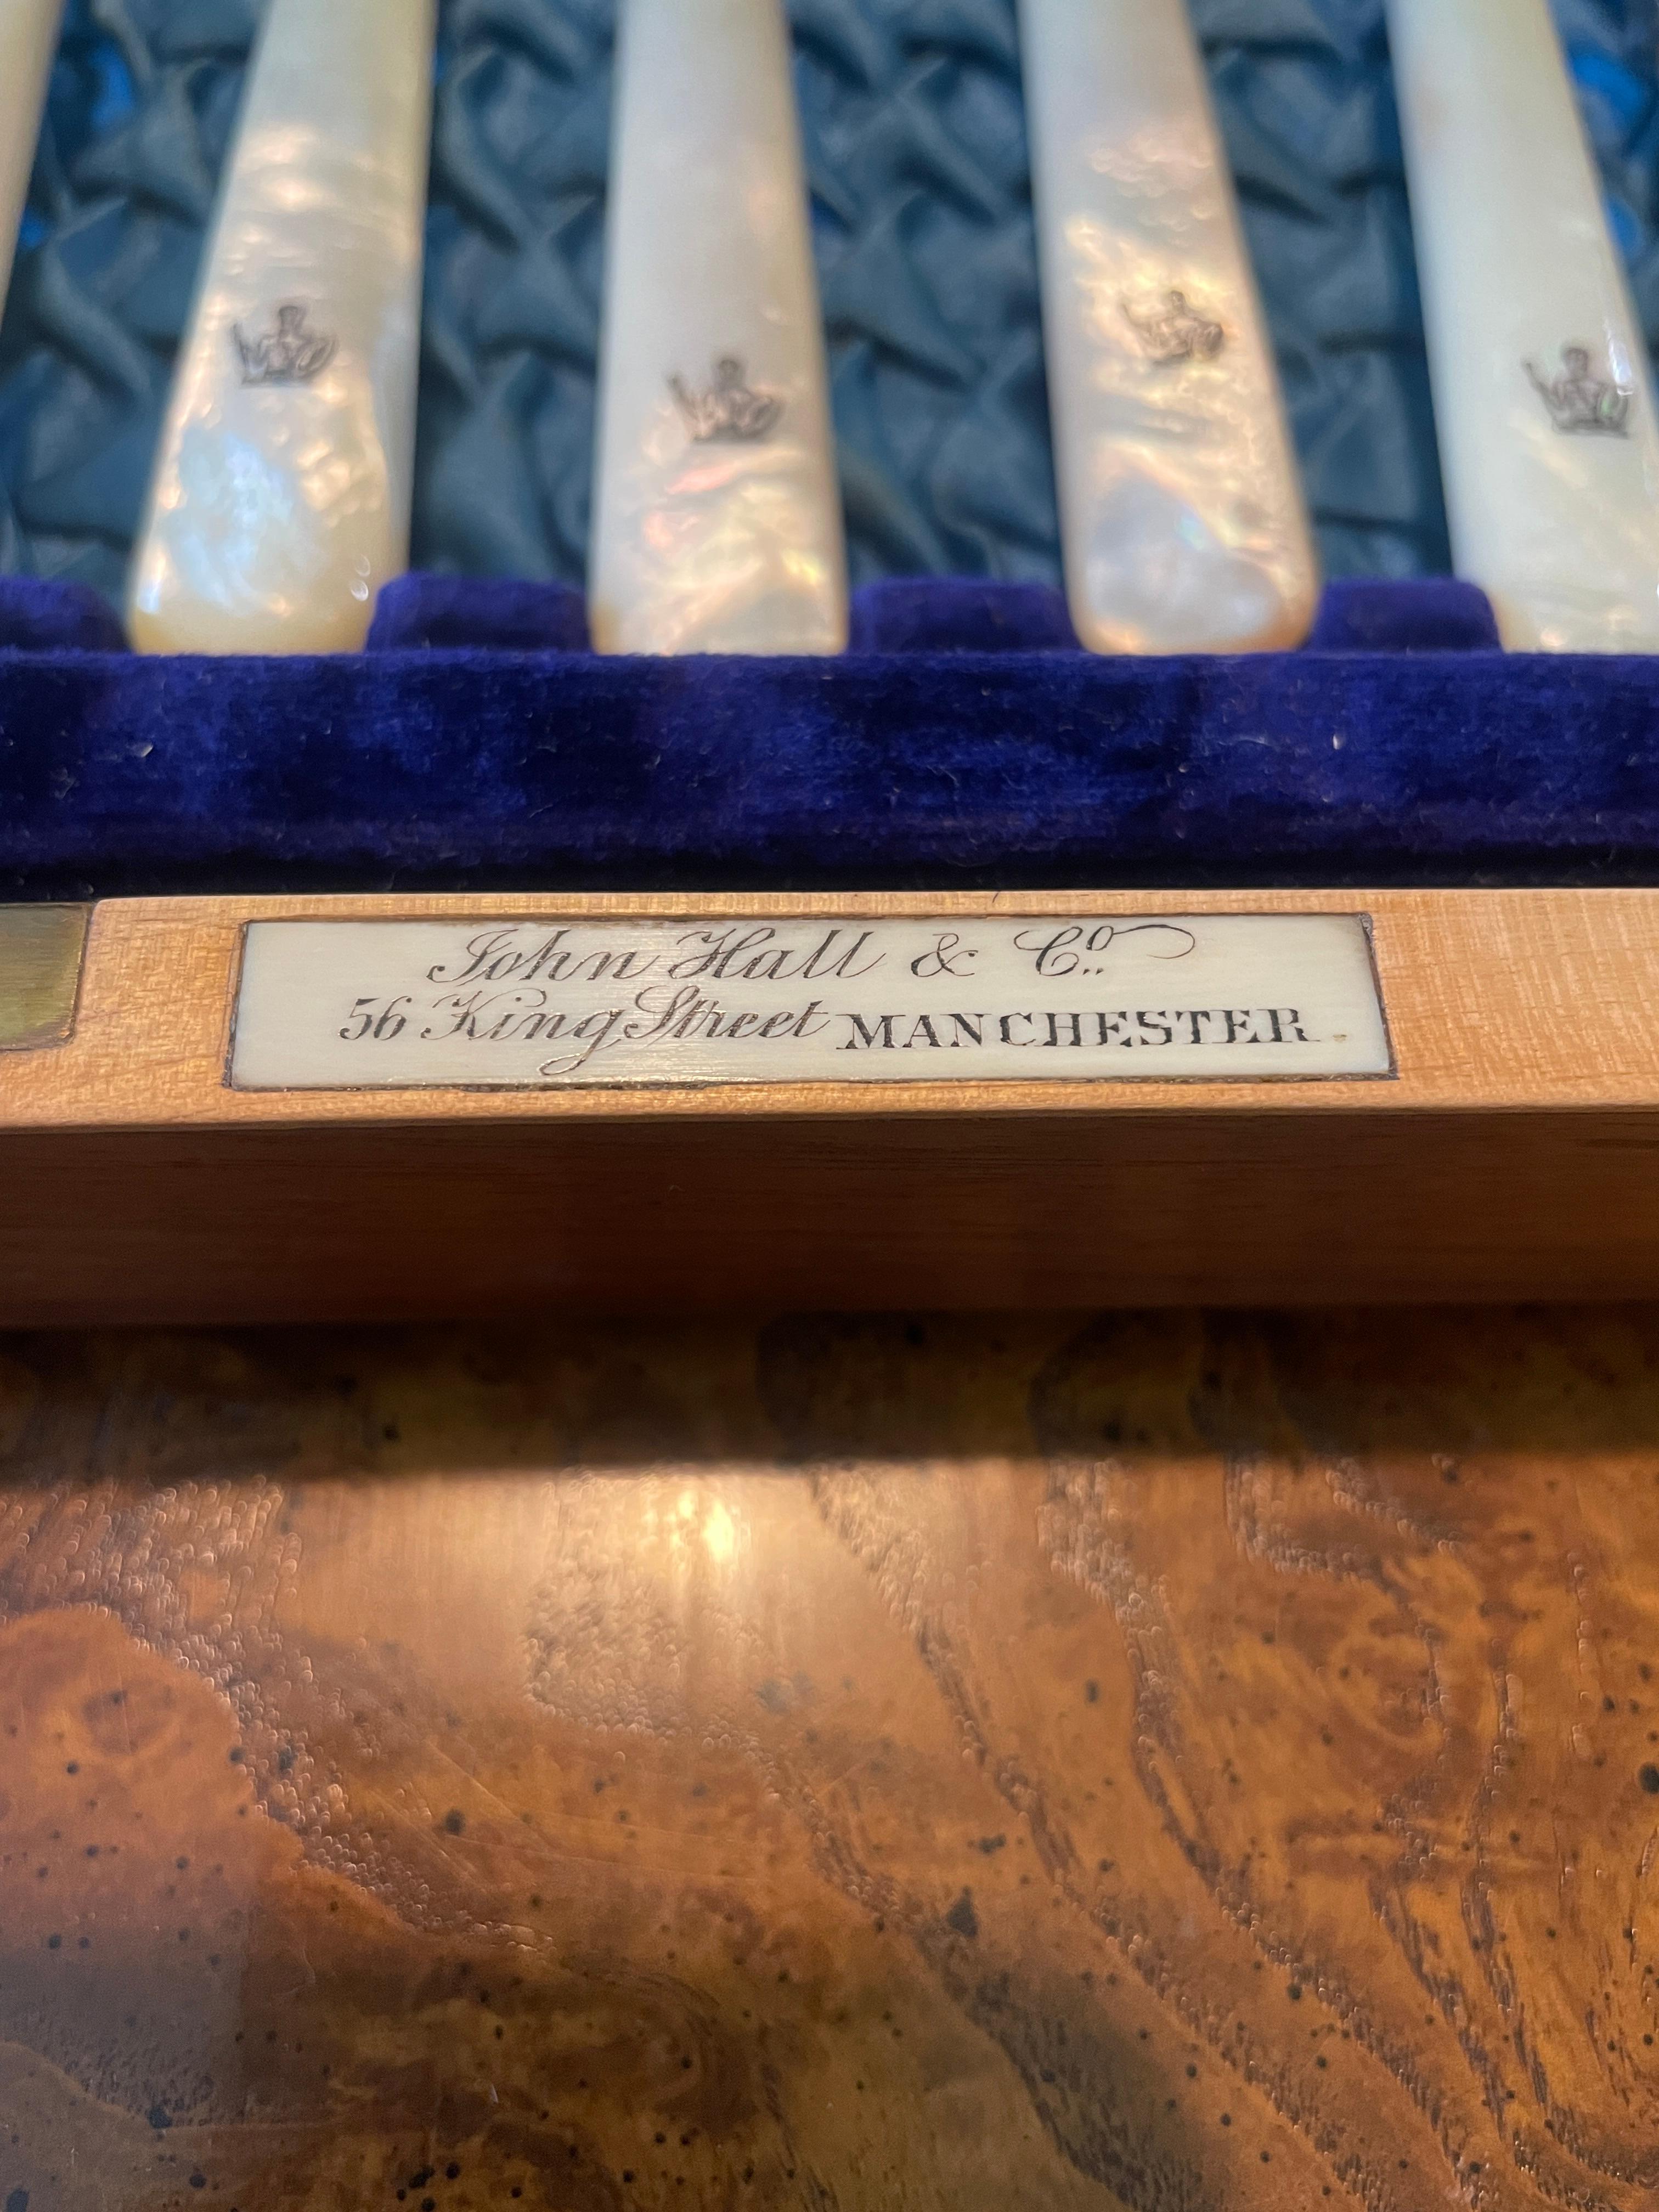 John Hall & Co.
56 King Street MANCHESTER